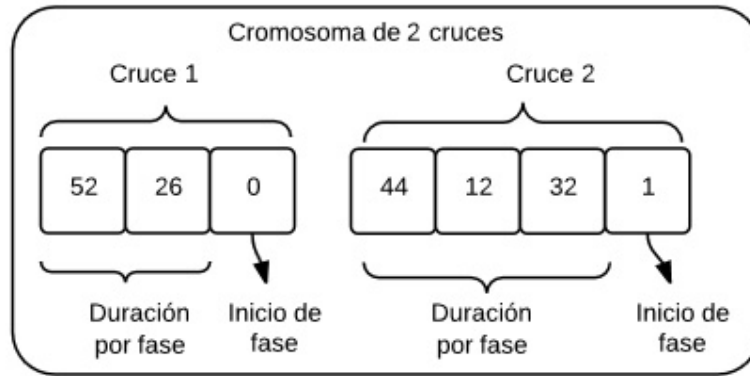 Cromosoma de 2 cruces
Cruce 1
Cruce 2
52 26 0
44 12 32 1
Duración
por fase
Inicio de
fase
Duración
por fase
Inicio de
fase